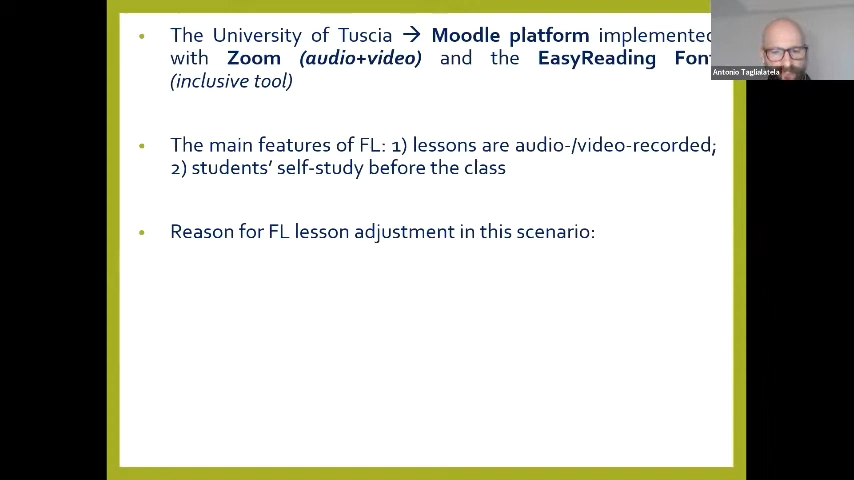 • The University of Tuscia → Moodle platform implemented
with Zoom (audio+video) and the EasyReading Font
(inclusive tool)
• The main features of FL: 1) lessons are audio-/video-recorded;
2) students’ self-study before the class
• Reason for FL lesson adjustment in this scenario:
Antonio Taglialatela